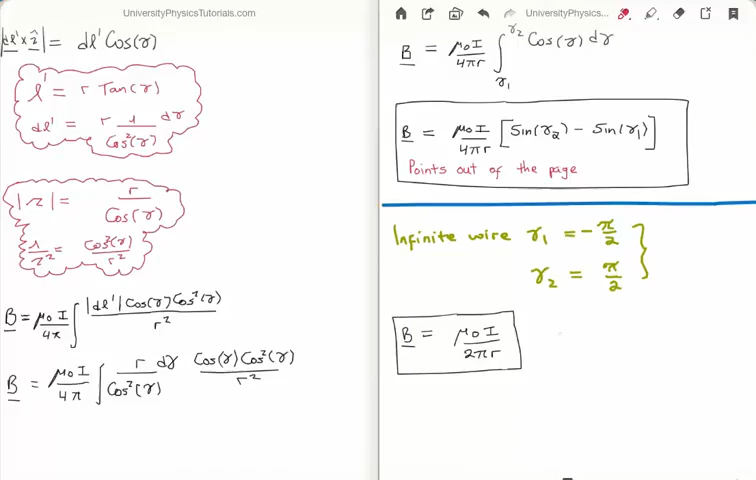 UniversityPhysicsTutorials.com
|dl' × r̂| = dl' Cos(γ)
l' = r Tan(γ)
dl' = r 1/Cos²(γ) dγ
|r| = r/Cos(γ)
1/r² = Cos²(γ)/r²
B = μ₀I/4π ∫ |dl'| Cos(γ) Cos²(γ)/r²
B = μ₀I/4π ∫ r dγ/Cos²(γ) Cos(γ) Cos²(γ)/r²
UniversityPhysicsTutorials...
B = μ₀I/4πr ∫γ₁^γ₂ Cos(γ) dγ
B = μ₀I/4πr [Sin(γ₂) - Sin(γ₁)]
Points out of the page
Infinite wire γ₁ = -π/2
γ₂ = π/2
B = μ₀I/2πr